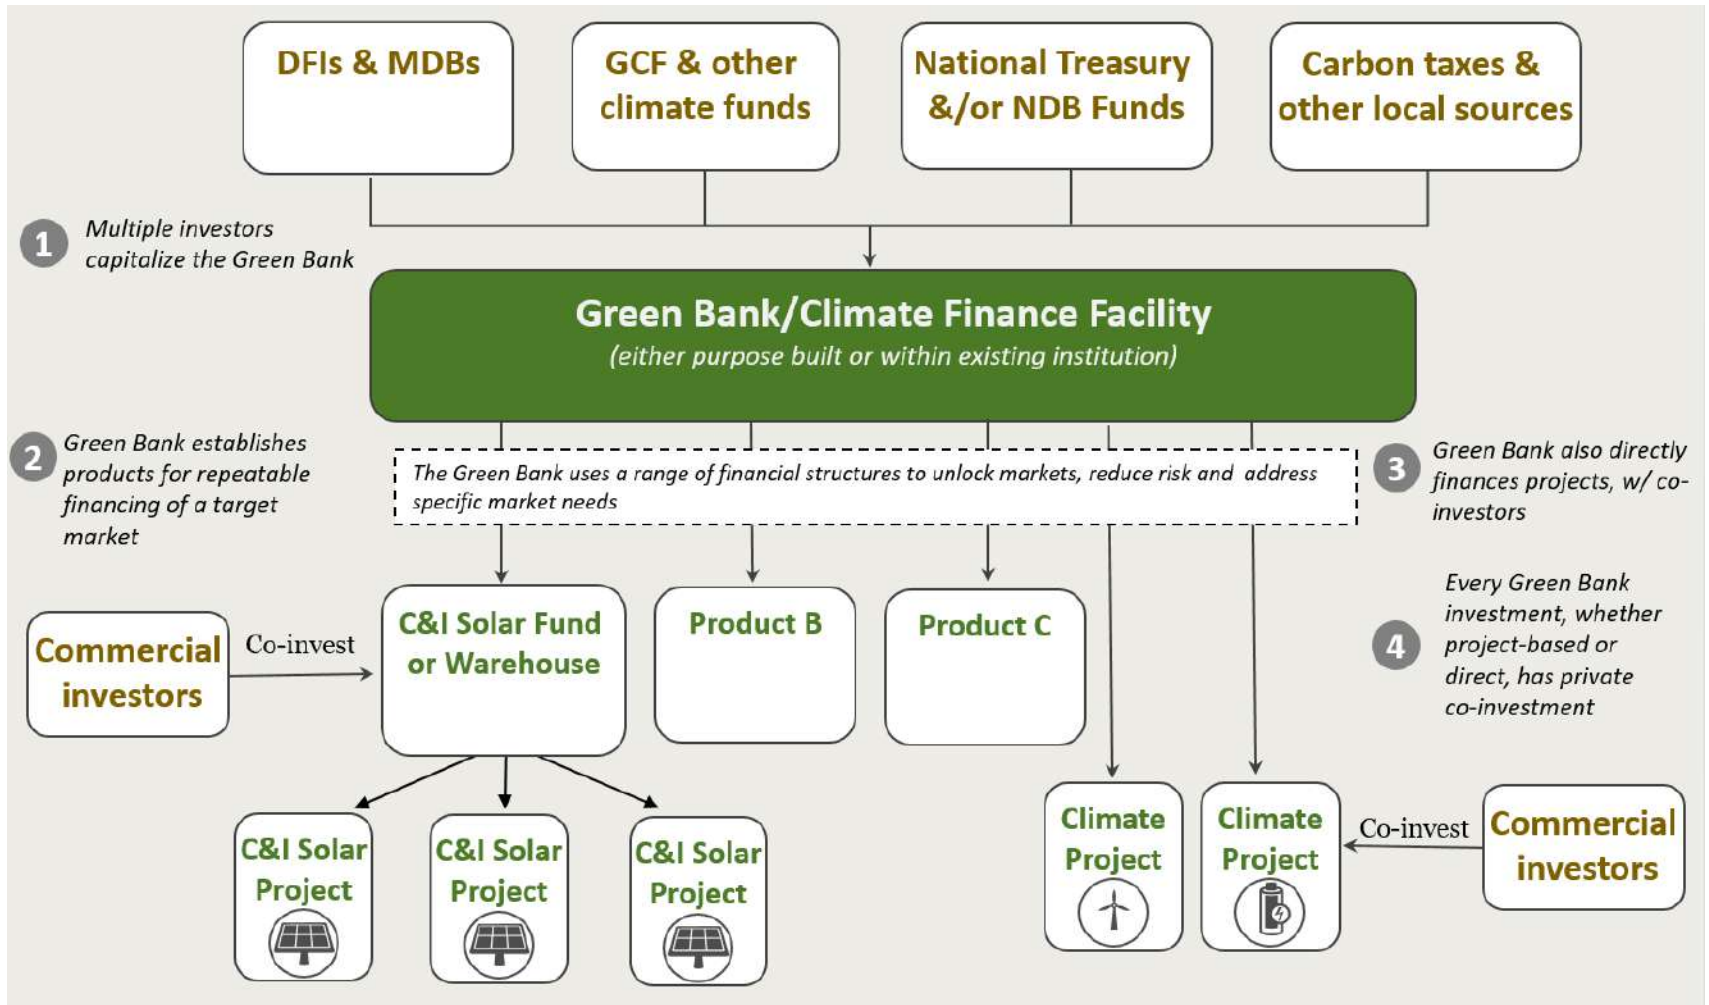 DFIs & MDBs
GCF & other
climate funds
National Treasury
&/or NDB Funds
Carbon taxes &
other local sources
1
Multiple investors
capitalize the Green Bank
Green Bank/Climate Finance Facility
(either purpose built or within existing institution)
2
Green Bank establishes
products for repeatable
financing of a target
market
The Green Bank uses a range of financial structures to unlock markets, reduce risk and address
specific market needs
3
Green Bank also directly
finances projects, w/ co-
investors
4
Every Green Bank
investment, whether
project-based or
direct, has private
co-investment
Commercial
investors
Co-invest
C&I Solar Fund
or Warehouse
Product B
Product C
C&I Solar
Project
C&I Solar
Project
C&I Solar
Project
Climate
Project
Climate
Project
Co-invest
Commercial
investors